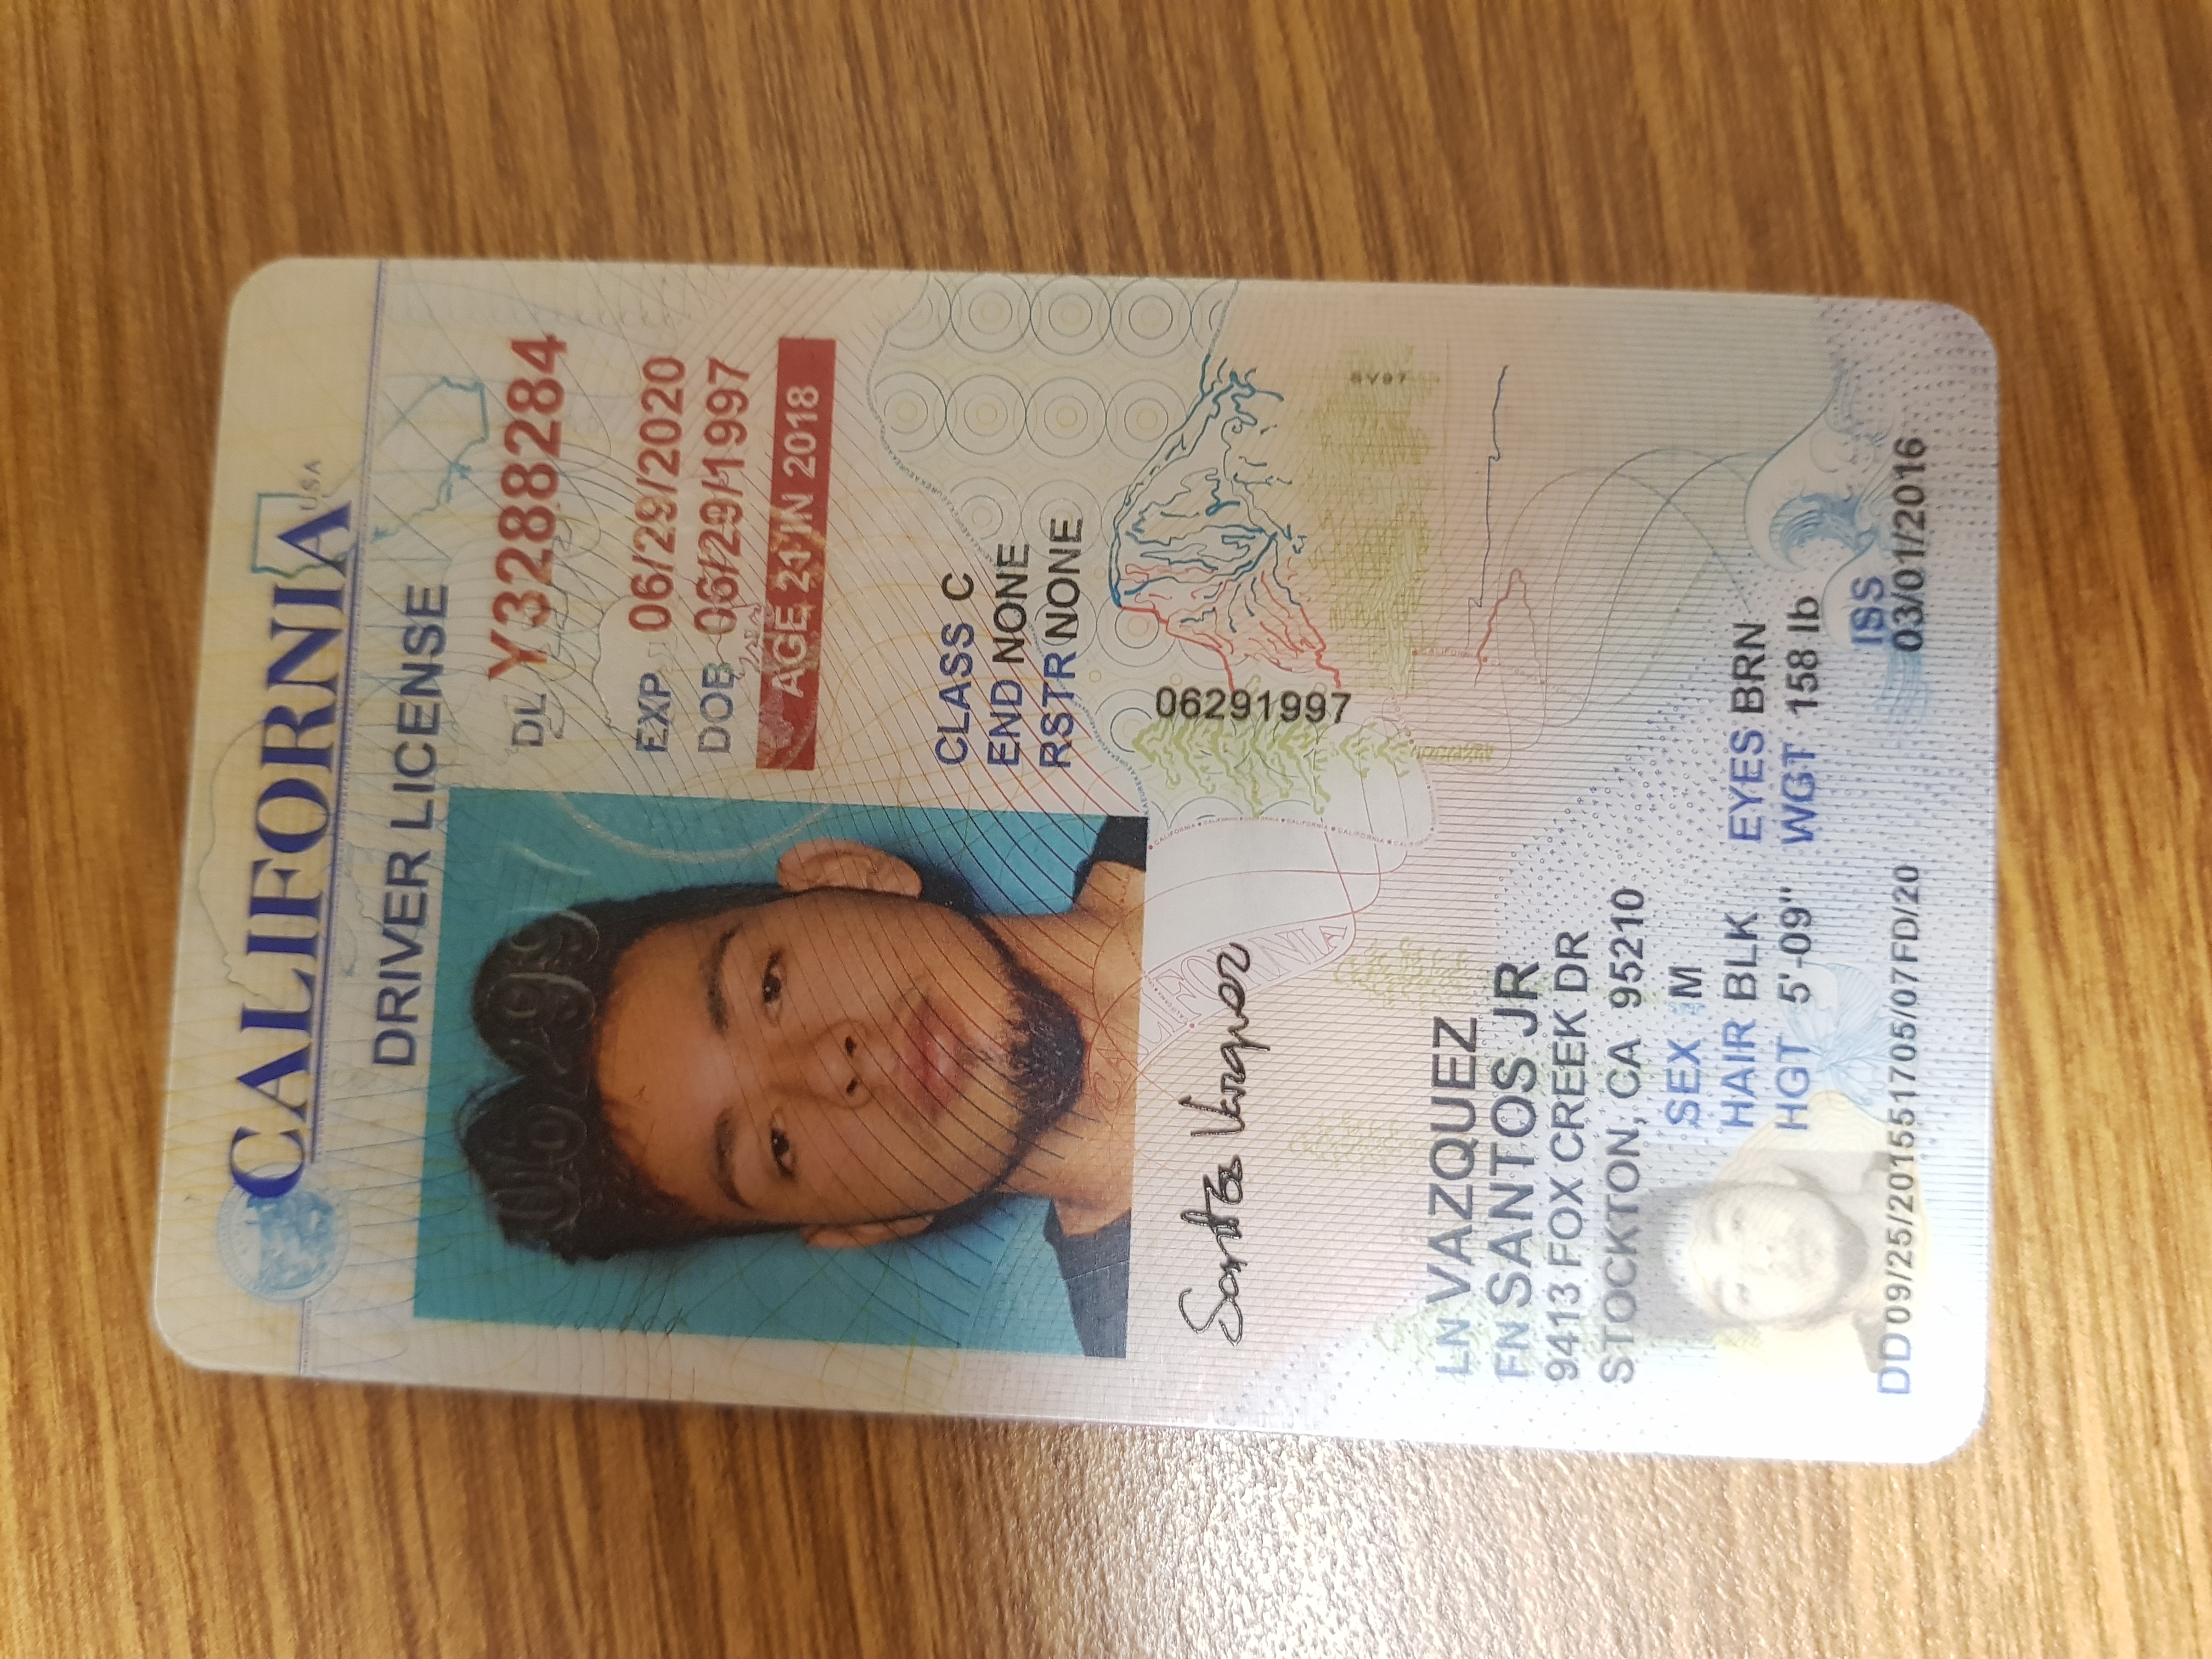 CALIFORNIA USA
DRIVER LICENSE
DL Y3288284
EXP 06/29/2020
DOB 06/29/1997
AGE 21 IN 2018
CLASS C
END NONE
RSTR NONE
Santos Vazquez
06291997
LN VAZQUEZ
FN SANTOS JR
9413 FOX CREEK DR
STOCKTON, CA 95210
SEX M
HAIR BLK EYES BRN
HGT 5'-09" WGT 158 lb
ISS
DD 09/25/201551705/07FD/20 03/01/2016